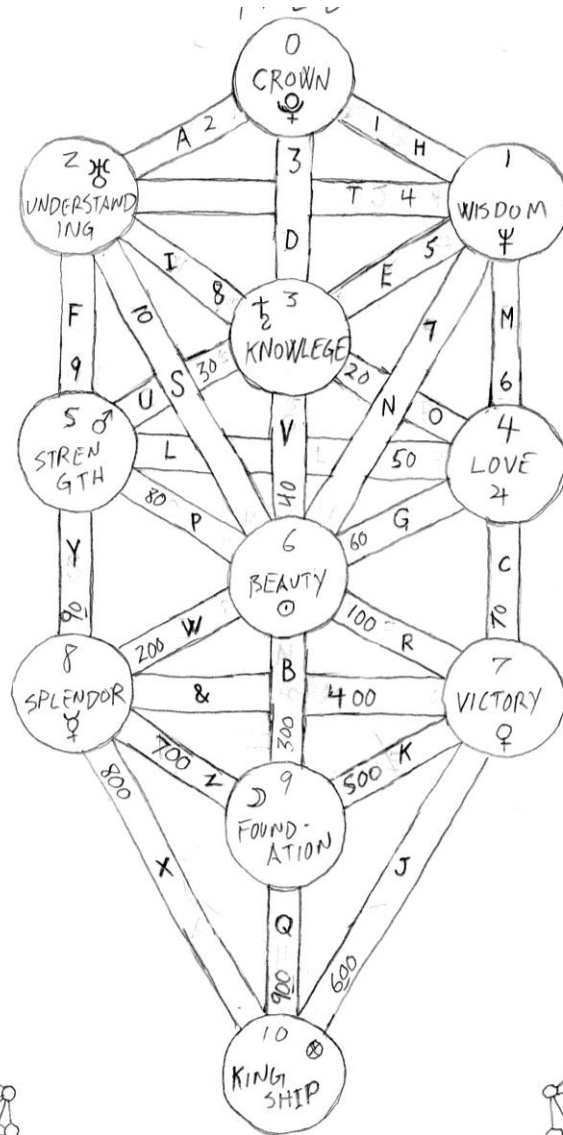 0
CROWN
A 2
1 H
2
UNDERSTAND
ING
3
D
T 4
1
WISDOM
I 8
E 5
F
9
10
S
3
KNOWLEGE
7
N
M
6
U 30
20 O
5
STREN
GTH
L
V
40
50
4
LOVE
80 P
60 G
Y
90
6
BEAUTY
C
70
200 W
100 R
8
SPLENDOR
&
B
300
400
7
VICTORY
700 Z
500 K
9
FOUND-
ATION
800
X
Q
900
J
600
10
KING
SHIP